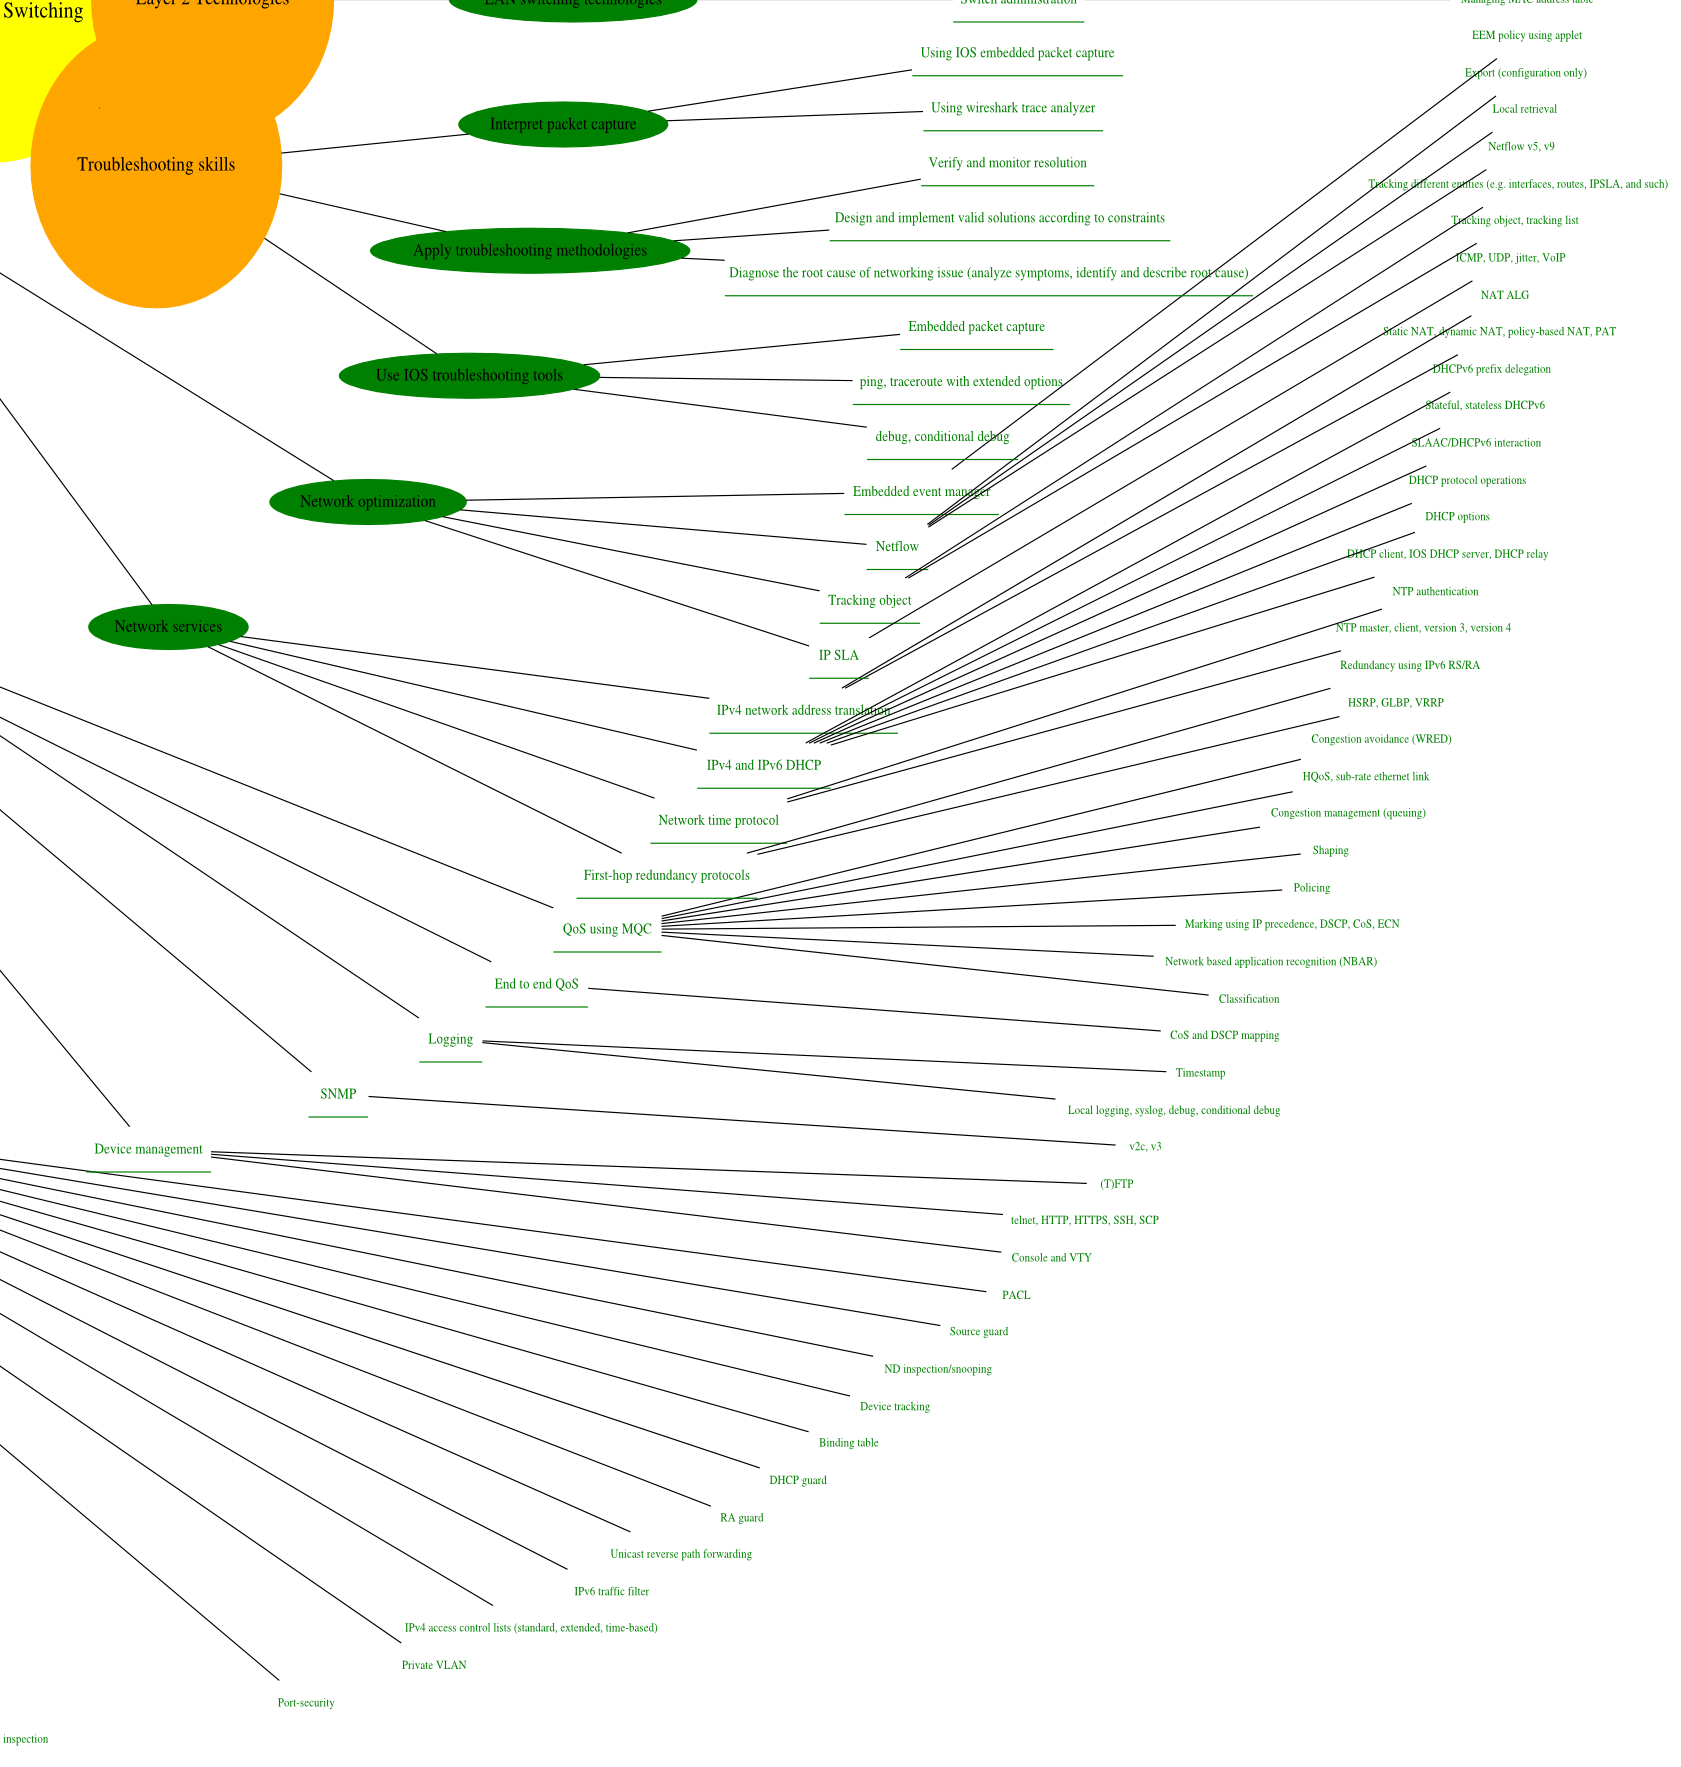 Switching
Layer 2 Technologies
LAN switching technologies
Switch administration
Managing MAC address table
EEM policy using applet
Using IOS embedded packet capture
Export (configuration only)
Using wireshark trace analyzer
Local retrieval
Interpret packet capture
Netflow v5, v9
Troubleshooting skills
Verify and monitor resolution
Tracking different entities (e.g. interfaces, routes, IPSLA, and such)
Design and implement valid solutions according to constraints
Tracking object, tracking list
Apply troubleshooting methodologies
ICMP, UDP, jitter, VoIP
Diagnose the root cause of networking issue (analyze symptoms, identify and describe root cause)
NAT ALG
Embedded packet capture
Static NAT, dynamic NAT, policy-based NAT, PAT
Use IOS troubleshooting tools
DHCPv6 prefix delegation
ping, traceroute with extended options
Stateful, stateless DHCPv6
debug, conditional debug
SLAAC/DHCPv6 interaction
DHCP protocol operations
Embedded event manager
Network optimization
DHCP options
Netflow
DHCP client, IOS DHCP server, DHCP relay
NTP authentication
Tracking object
Network services
NTP master, client, version 3, version 4
IP SLA
Redundancy using IPv6 RS/RA
HSRP, GLBP, VRRP
IPv4 network address translation
Congestion avoidance (WRED)
IPv4 and IPv6 DHCP
HQoS, sub-rate ethernet link
Congestion management (queuing)
Network time protocol
Shaping
First-hop redundancy protocols
Policing
Marking using IP precedence, DSCP, CoS, ECN
QoS using MQC
Network based application recognition (NBAR)
End to end QoS
Classification
CoS and DSCP mapping
Logging
Timestamp
SNMP
Local logging, syslog, debug, conditional debug
v2c, v3
Device management
(T)FTP
telnet, HTTP, HTTPS, SSH, SCP
Console and VTY
PACL
Source guard
ND inspection/snooping
Device tracking
Binding table
DHCP guard
RA guard
Unicast reverse path forwarding
IPv6 traffic filter
IPv4 access control lists (standard, extended, time-based)
Private VLAN
Port-security
inspection